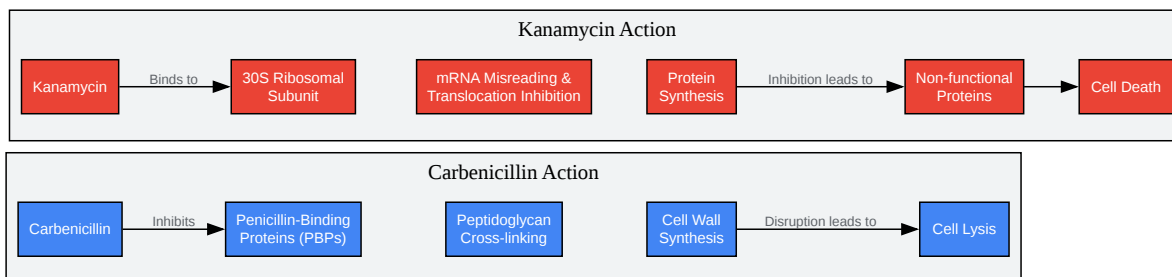 Kanamycin Action
Kanamycin
Binds to
30S Ribosomal
Subunit
mRNA Misreading &
Translocation Inhibition
Protein
Synthesis
Inhibition leads to
Non-functional
Proteins
Cell Death
Carbenicillin Action
Carbenicillin
Inhibits
Penicillin-Binding
Proteins (PBPs)
Peptidoglycan
Cross-linking
Cell Wall
Synthesis
Disruption leads to
Cell Lysis